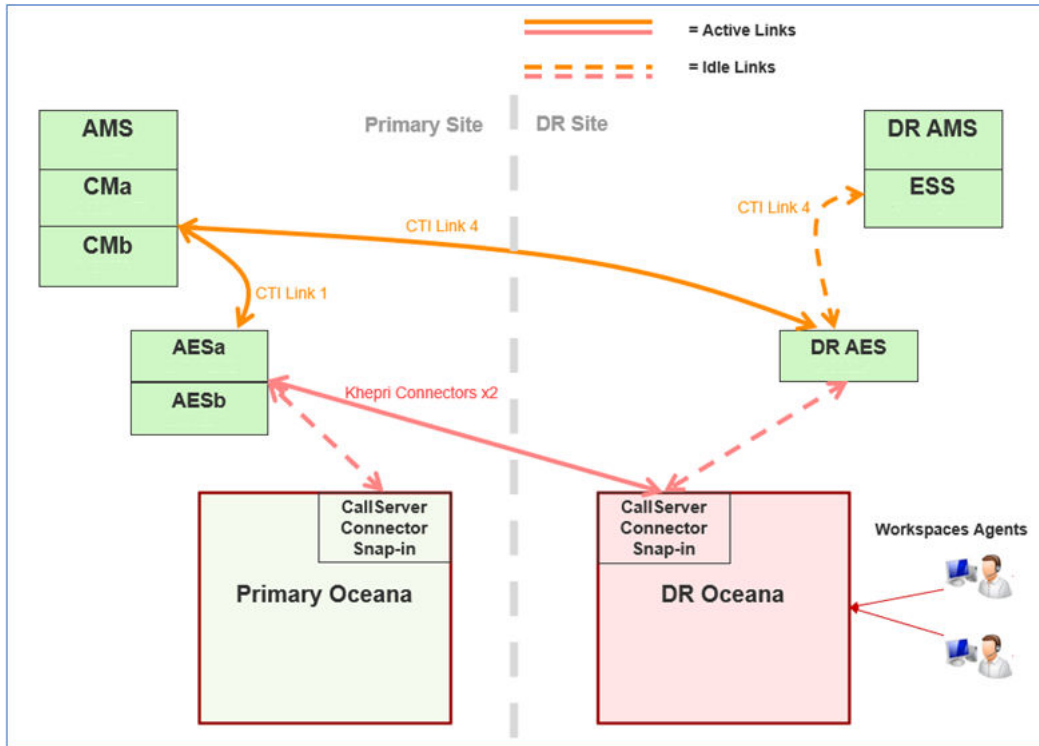 = Active Links
= Idle Links
Primary Site
DR Site
AMS
CMa
CMb
DR AMS
ESS
CTI Link 4
CTI Link 4
CTI Link 1
AESa
AESb
DR AES
Khepri Connectors x2
CallServer
Connector
Snap-in
Primary Oceana
CallServer
Connector
Snap-in
DR Oceana
Workspaces Agents